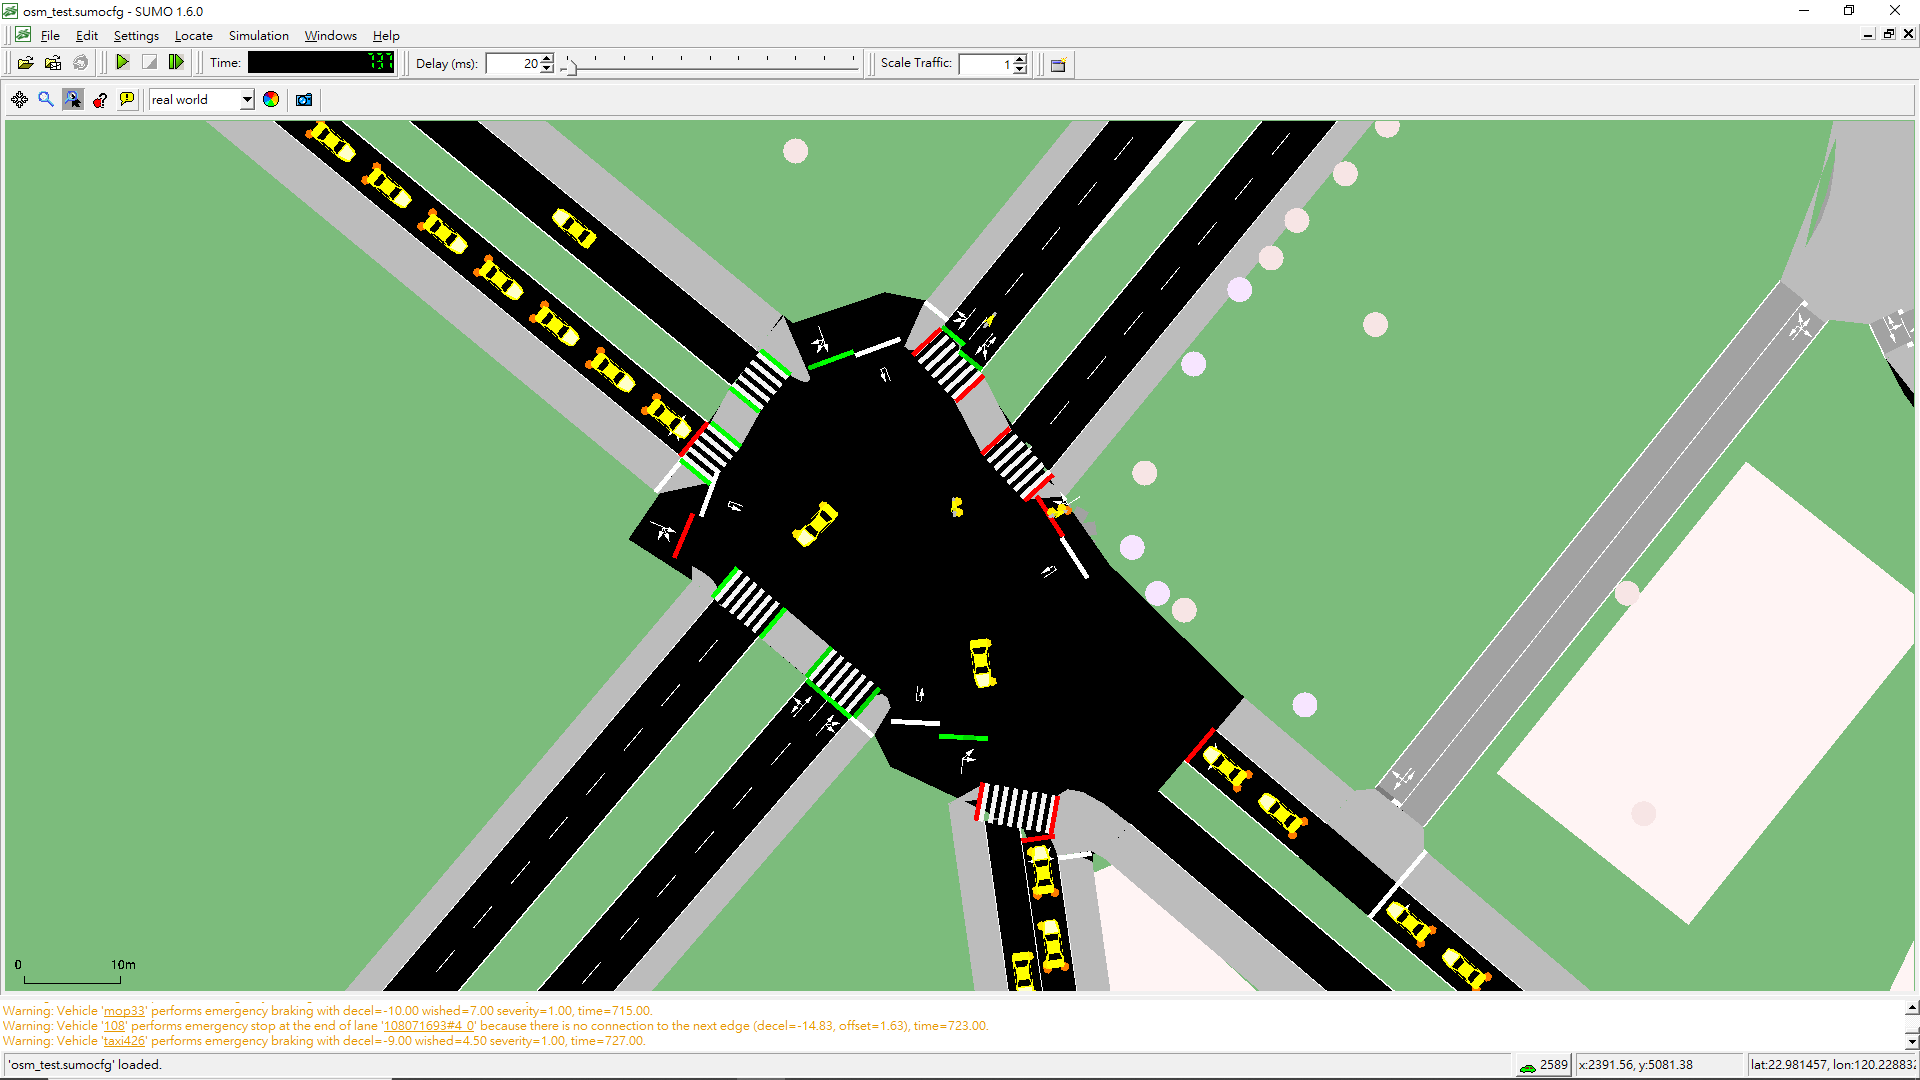 osm_test.sumocfg - SUMO 1.6.0
File Edit Settings Locate Simulation Windows Help
Time: 737 Delay (ms): 20 Scale Traffic: 1
real world
0 10m
Warning: Vehicle 'mop33' performs emergency braking with decel=-10.00 wished=7.00 severity=1.00, time=715.00.
Warning: Vehicle '108' performs emergency stop at the end of lane '108071693#4_0' because there is no connection to the next edge (decel=-14.83, offset=1.63), time=723.00.
Warning: Vehicle 'taxi426' performs emergency braking with decel=-9.00 wished=4.50 severity=1.00, time=727.00.
'osm_test.sumocfg' loaded. 2589 x:2391.56, y:5081.38 lat:22.981457, lon:120.228832